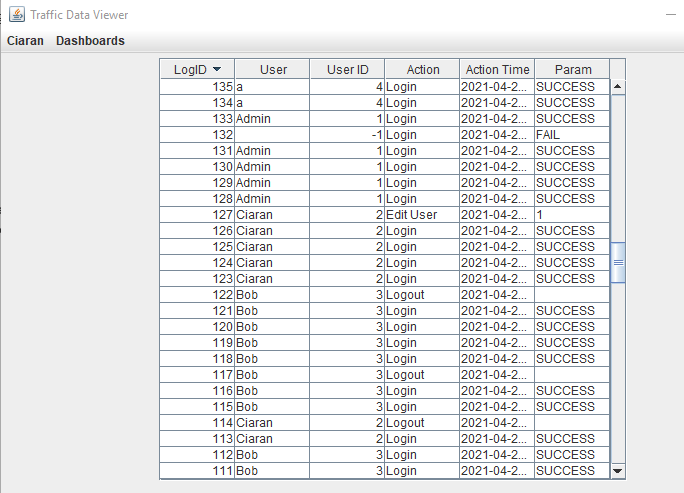 Traffic Data Viewer
Ciaran Dashboards
LogID User User ID Action Action Time Param
135 a 4 Login 2021-04-2... SUCCESS
134 a 4 Login 2021-04-2... SUCCESS
133 Admin 1 Login 2021-04-2... SUCCESS
132 -1 Login 2021-04-2... FAIL
131 Admin 1 Login 2021-04-2... SUCCESS
130 Admin 1 Login 2021-04-2... SUCCESS
129 Admin 1 Login 2021-04-2... SUCCESS
128 Admin 1 Login 2021-04-2... SUCCESS
127 Ciaran 2 Edit User 2021-04-2... 1
126 Ciaran 2 Login 2021-04-2... SUCCESS
125 Ciaran 2 Login 2021-04-2... SUCCESS
124 Ciaran 2 Login 2021-04-2... SUCCESS
123 Ciaran 2 Login 2021-04-2... SUCCESS
122 Bob 3 Logout 2021-04-2...
121 Bob 3 Login 2021-04-2... SUCCESS
120 Bob 3 Login 2021-04-2... SUCCESS
119 Bob 3 Login 2021-04-2... SUCCESS
118 Bob 3 Login 2021-04-2... SUCCESS
117 Bob 3 Logout 2021-04-2...
116 Bob 3 Login 2021-04-2... SUCCESS
115 Bob 3 Login 2021-04-2... SUCCESS
114 Ciaran 2 Logout 2021-04-2...
113 Ciaran 2 Login 2021-04-2... SUCCESS
112 Bob 3 Login 2021-04-2... SUCCESS
111 Bob 3 Login 2021-04-2... SUCCESS